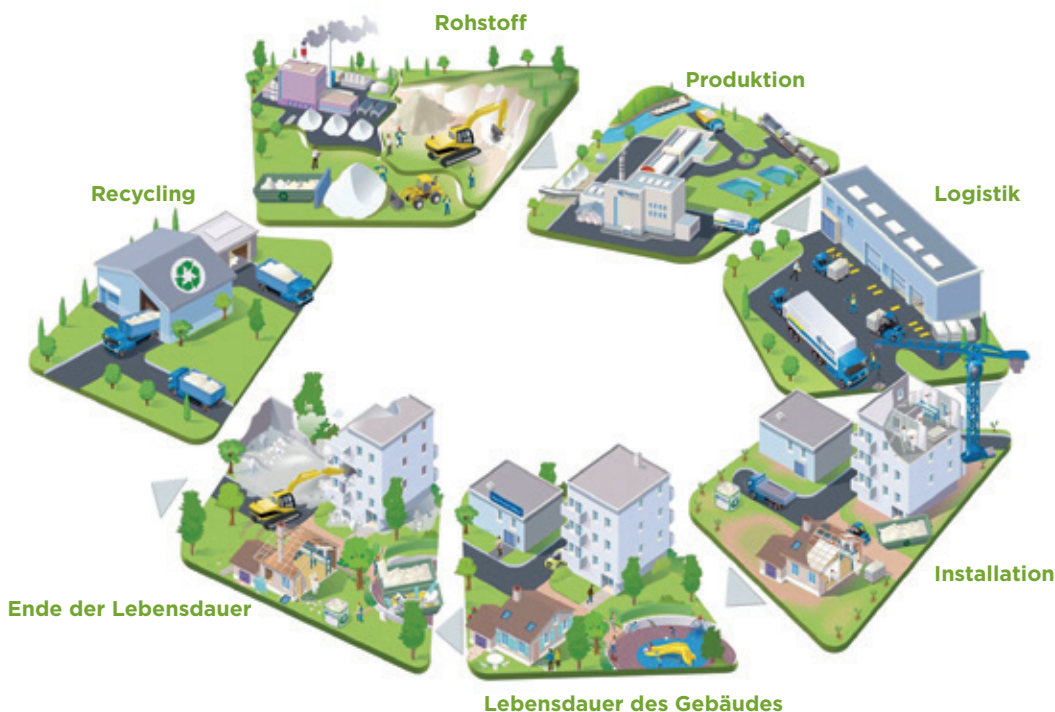 Rohstoff
Produktion
Recycling
Logistik
Installation
Ende der Lebensdauer
Lebensdauer des Gebäudes